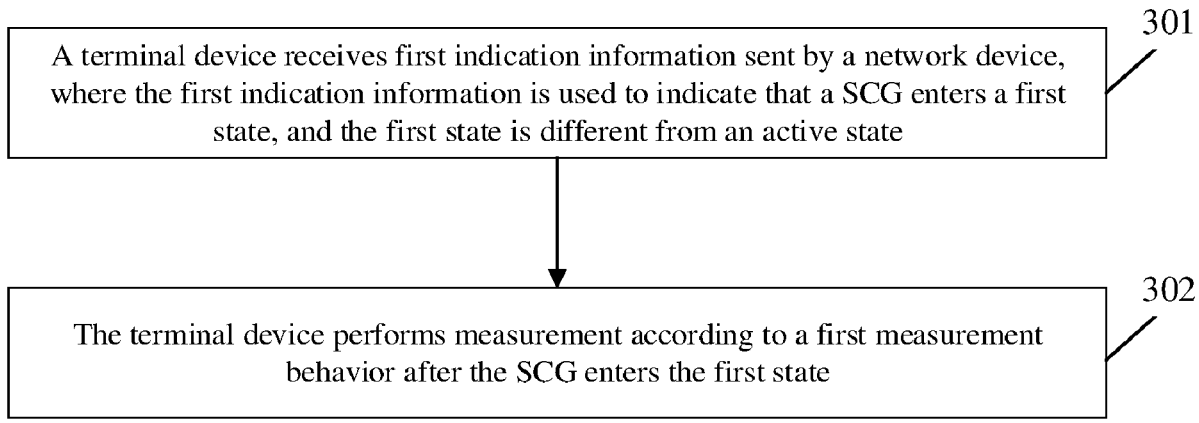 301
A terminal device receives first indication information sent by a network device,
where the first indication information is used to indicate that a SCG enters a first
state, and the first state is different from an active state
302
The terminal device performs measurement according to a first measurement
behavior after the SCG enters the first state